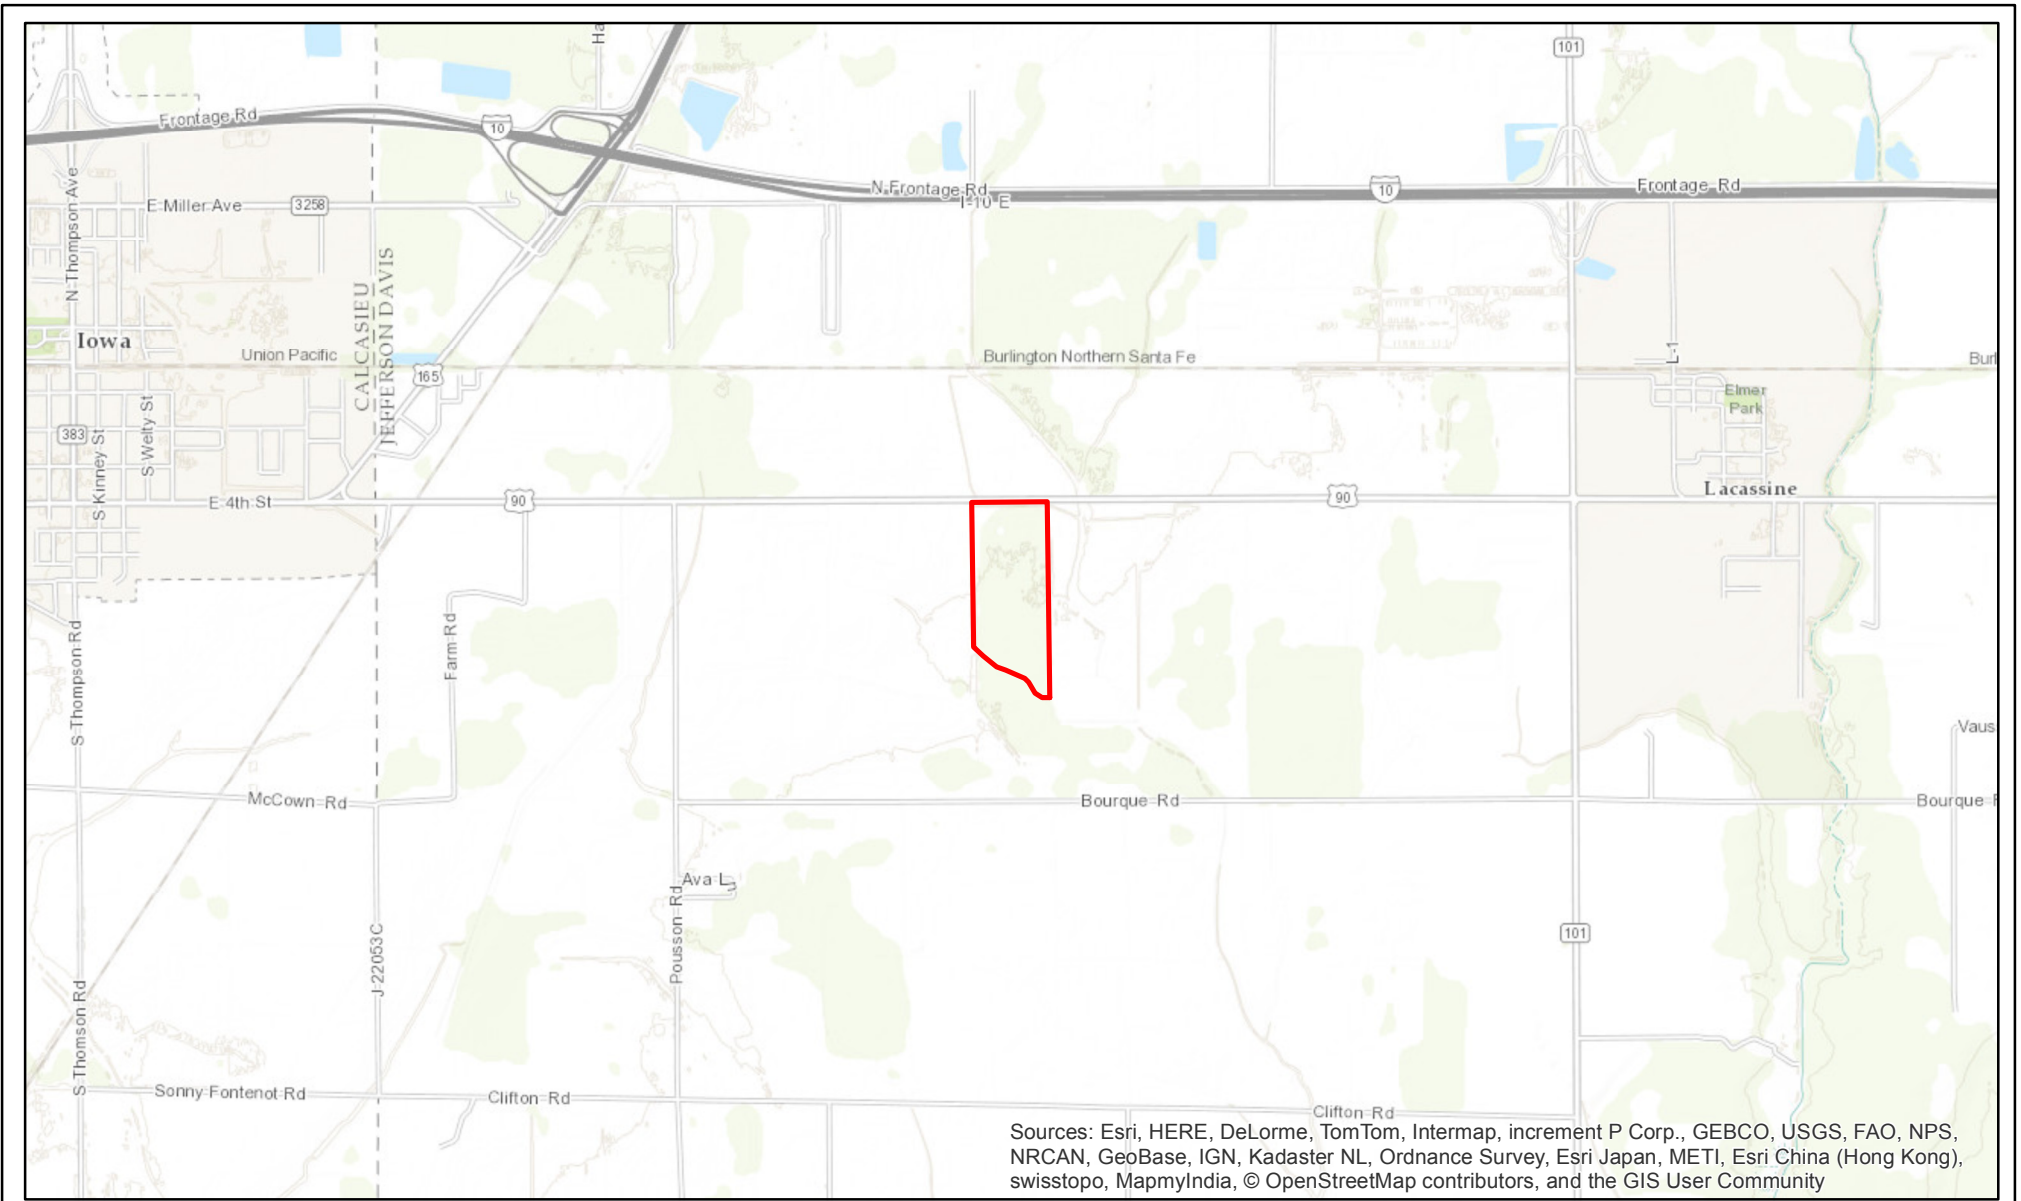 Ha
101
Frontage Rd
10
N Frontage Rd
I-10 E
10
Frontage Rd
N Thompson Ave
E Miller Ave
3258
CALCASIEU
JEFFERSON DAVIS
Iowa
Union Pacific
165
Burlington Northern Santa Fe
L-1
Burl
Elmer
Park
383
S Kinney St
S Welty St
E 4th St
90
90
Lacassine
Farm Rd
S Thompson Rd
Vaus
McCown Rd
Bourque Rd
Bourque R
Ava L
Pousson Rd
J-22053C
101
S Thomson Rd
Sonny Fontenot Rd
Clifton Rd
Clifton Rd
Sources: Esri, HERE, DeLorme, TomTom, Intermap, increment P Corp., GEBCO, USGS, FAO, NPS,
NRCAN, GeoBase, IGN, Kadaster NL, Ordnance Survey, Esri Japan, METI, Esri China (Hong Kong),
swisstopo, MapmyIndia, © OpenStreetMap contributors, and the GIS User Community